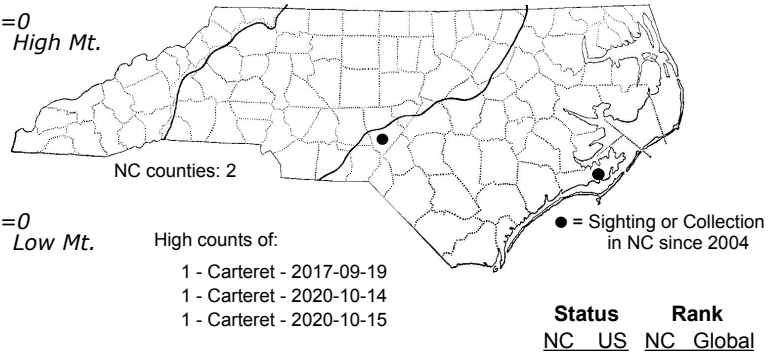 =0
High Mt.
NC counties: 2
=0
Low Mt.
High counts of:
1 - Carteret - 2017-09-19
1 - Carteret - 2020-10-14
1 - Carteret - 2020-10-15
● = Sighting or Collection
in NC since 2004
Status Rank
NC US NC Global